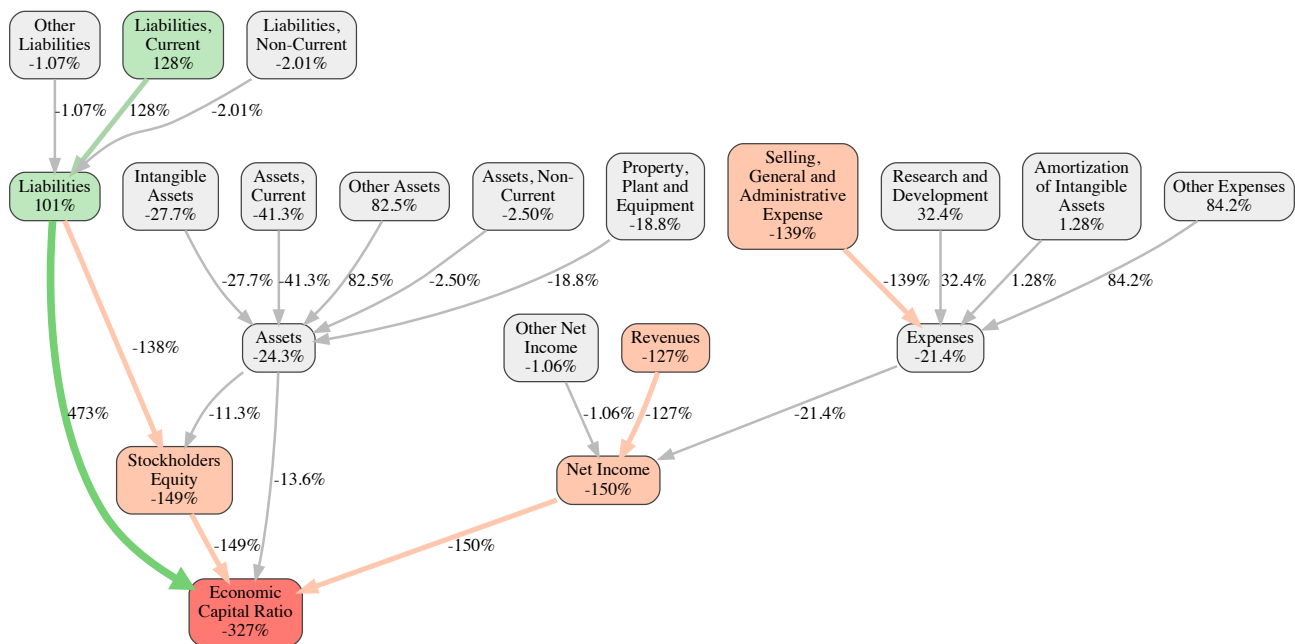 Other
Liabilities
-1.07%
Liabilities,
Current
128%
Liabilities,
Non-Current
-2.01%
-1.07%
128%
-2.01%
Liabilities
101%
Intangible
Assets
-27.7%
Assets,
Current
-41.3%
Other Assets
82.5%
Assets, Non-
Current
-2.50%
Property,
Plant and
Equipment
-18.8%
Selling,
General and
Administrative
Expense
-139%
Research and
Development
32.4%
Amortization
of Intangible
Assets
1.28%
Other Expenses
84.2%
-27.7%
-41.3%
82.5%
-2.50%
-18.8%
-139%
32.4%
1.28%
84.2%
-138%
Assets
-24.3%
Other Net
Income
-1.06%
Revenues
-127%
Expenses
-21.4%
473%
-11.3%
-1.06%
-127%
-21.4%
Stockholders
Equity
-149%
-13.6%
Net Income
-150%
-149%
-150%
Economic
Capital Ratio
-327%